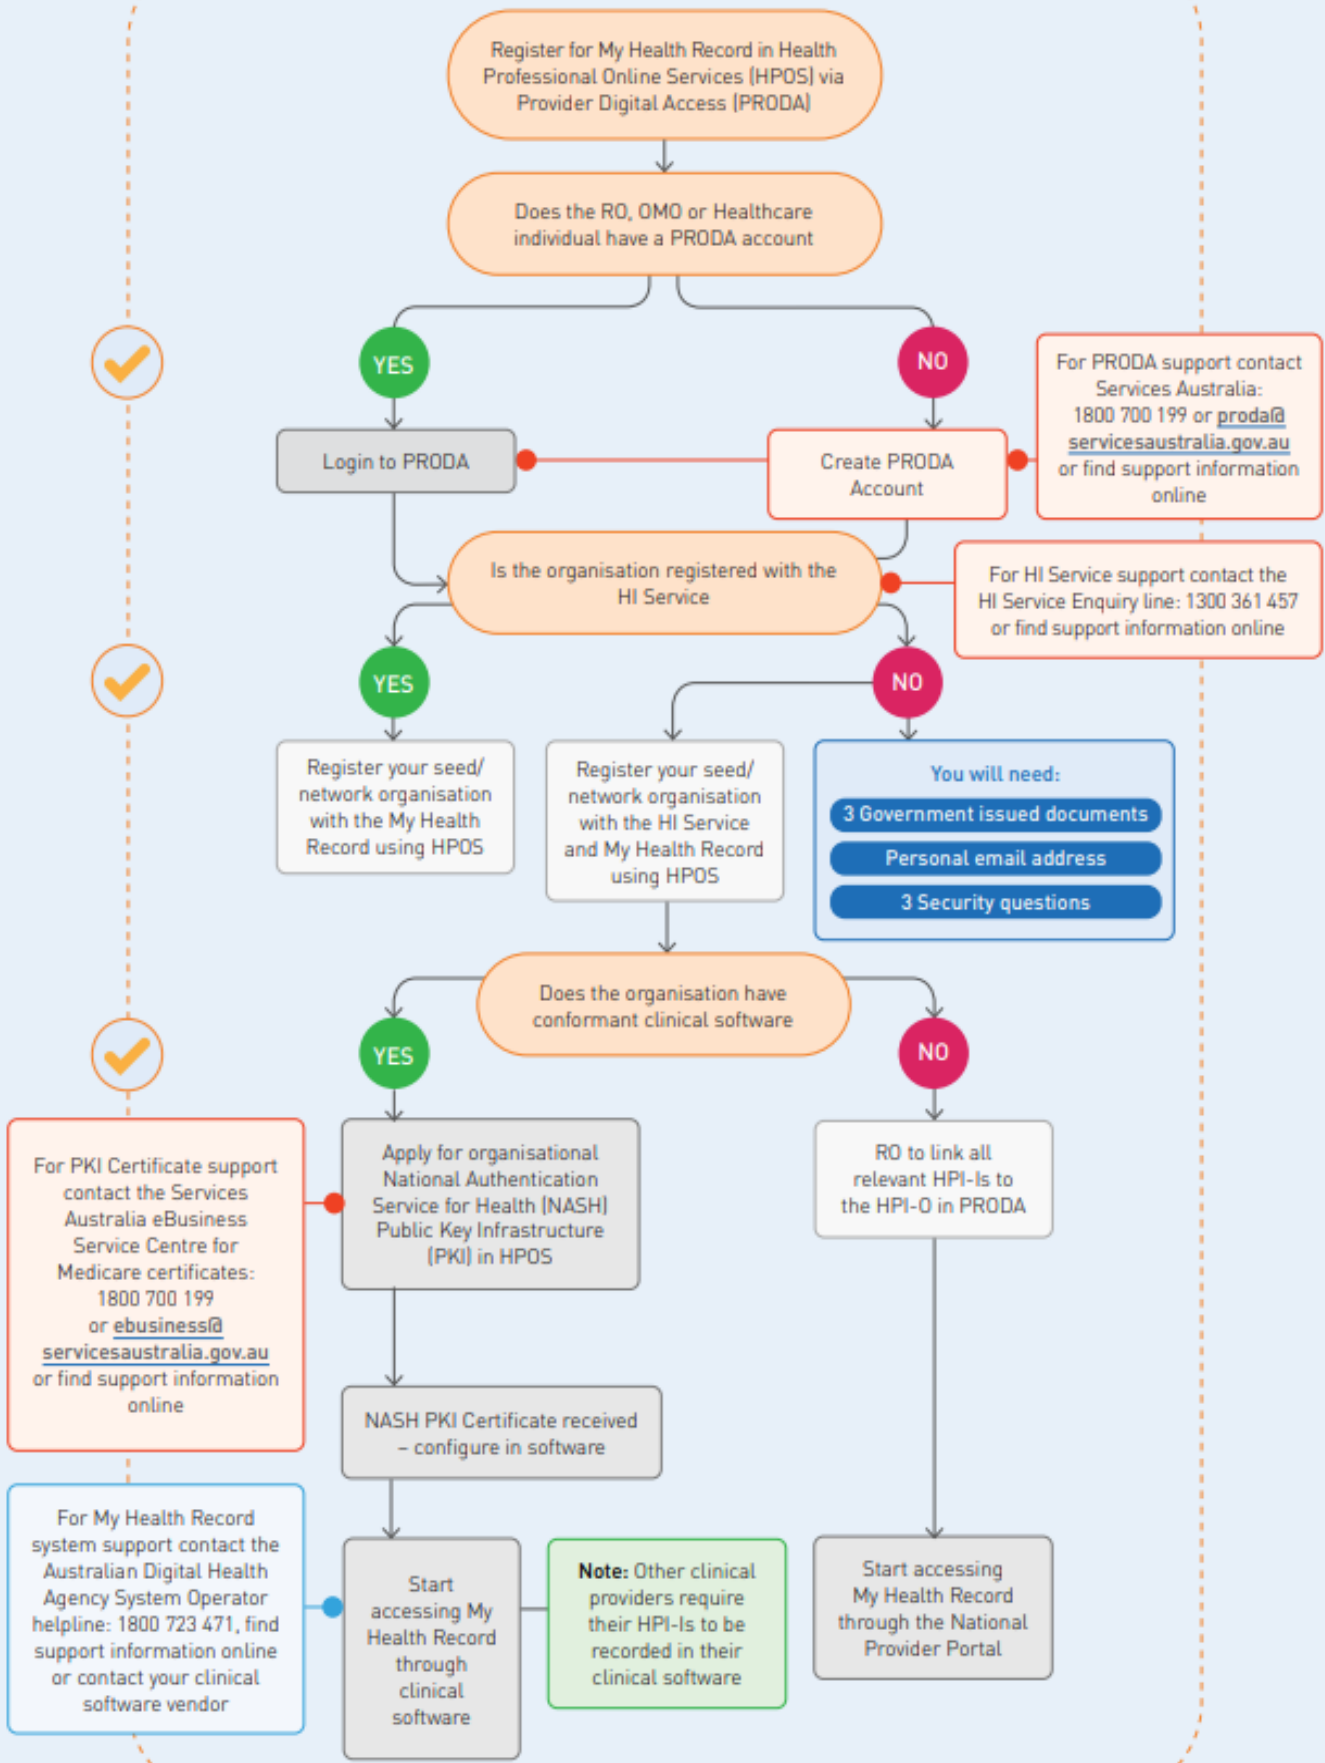 Register for My Health Record in Health
Professional Online Services (HPOS) via
Provider Digital Access (PRODA)
Does the RO, OMO or Healthcare
individual have a PRODA account
YES
NO
For PRODA support contact
Services Australia:
1800 700 199 or proda@
servicesaustralia.gov.au
or find support information
online
Login to PRODA
Create PRODA
Account
Is the organisation registered with the
HI Service
For HI Service support contact the
HI Service Enquiry line: 1300 361 457
or find support information online
YES
NO
Register your seed/
network organisation
with the My Health
Record using HPOS
Register your seed/
network organisation
with the HI Service
and My Health Record
using HPOS
You will need:
3 Government issued documents
Personal email address
3 Security questions
Does the organisation have
conformant clinical software
YES
NO
For PKI Certificate support
contact the Services
Australia eBusiness
Service Centre for
Medicare certificates:
1800 700 199
or ebusiness@
servicesaustralia.gov.au
or find support information
online
Apply for organisational
National Authentication
Service for Health (NASH)
Public Key Infrastructure
(PKI) in HPOS
RO to link all
relevant HPI-Is to
the HPI-O in PRODA
NASH PKI Certificate received
– configure in software
For My Health Record
system support contact the
Australian Digital Health
Agency System Operator
helpline: 1800 723 471, find
support information online
or contact your clinical
software vendor
Start
accessing My
Health Record
through
clinical
software
Note: Other clinical
providers require
their HPI-Is to be
recorded in their
clinical software
Start accessing
My Health Record
through the National
Provider Portal